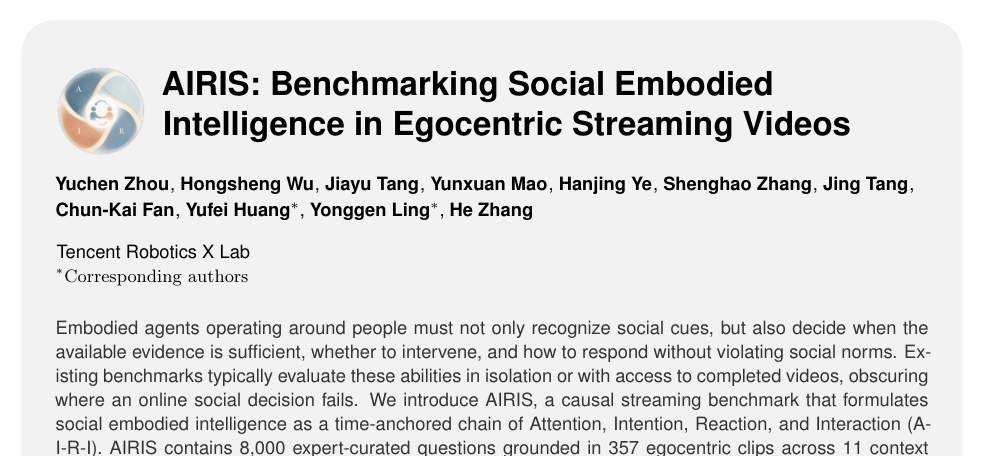 AIRIS: Benchmarking Social Embodied
Intelligence in Egocentric Streaming Videos
A
I
R
Yuchen Zhou, Hongsheng Wu, Jiayu Tang, Yunxuan Mao, Hanjing Ye, Shenghao Zhang, Jing Tang,
Chun-Kai Fan, Yufei Huang*, Yonggen Ling*, He Zhang
Tencent Robotics X Lab
*Corresponding authors
Embodied agents operating around people must not only recognize social cues, but also decide when the
available evidence is sufficient, whether to intervene, and how to respond without violating social norms. Ex-
isting benchmarks typically evaluate these abilities in isolation or with access to completed videos, obscuring
where an online social decision fails. We introduce AIRIS, a causal streaming benchmark that formulates
social embodied intelligence as a time-anchored chain of Attention, Intention, Reaction, and Interaction (A-
I-R-I). AIRIS contains 8,000 expert-curated questions grounded in 357 egocentric clips across 11 context